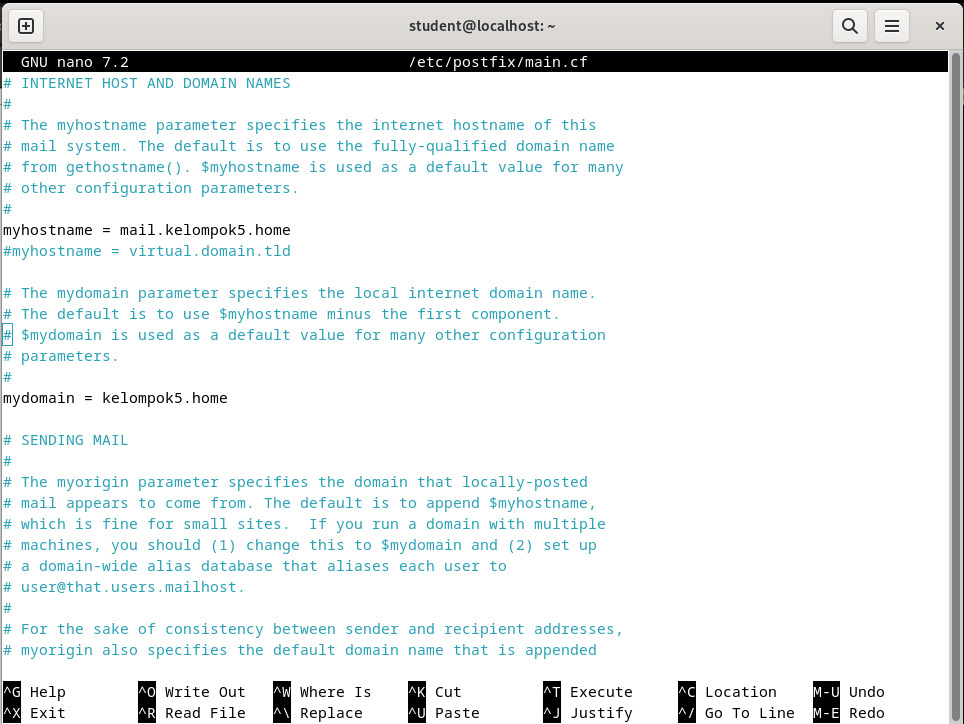 student@localhost: ~
GNU nano 7.2 /etc/postfix/main.cf
# INTERNET HOST AND DOMAIN NAMES
#
# The myhostname parameter specifies the internet hostname of this
# mail system. The default is to use the fully-qualified domain name
# from gethostname(). $myhostname is used as a default value for many
# other configuration parameters.
#
myhostname = mail.kelompok5.home
#myhostname = virtual.domain.tld

# The mydomain parameter specifies the local internet domain name.
# The default is to use $myhostname minus the first component.
# $mydomain is used as a default value for many other configuration
# parameters.
#
mydomain = kelompok5.home

# SENDING MAIL
#
# The myorigin parameter specifies the domain that locally-posted
# mail appears to come from. The default is to append $myhostname,
# which is fine for small sites.  If you run a domain with multiple
# machines, you should (1) change this to $mydomain and (2) set up
# a domain-wide alias database that aliases each user to
# user@that.users.mailhost.
#
# For the sake of consistency between sender and recipient addresses,
# myorigin also specifies the default domain name that is appended
^G Help ^O Write Out ^W Where Is ^K Cut ^T Execute ^C Location M-U Undo
^X Exit ^R Read File ^\ Replace ^U Paste ^J Justify ^/ Go To Line M-E Redo